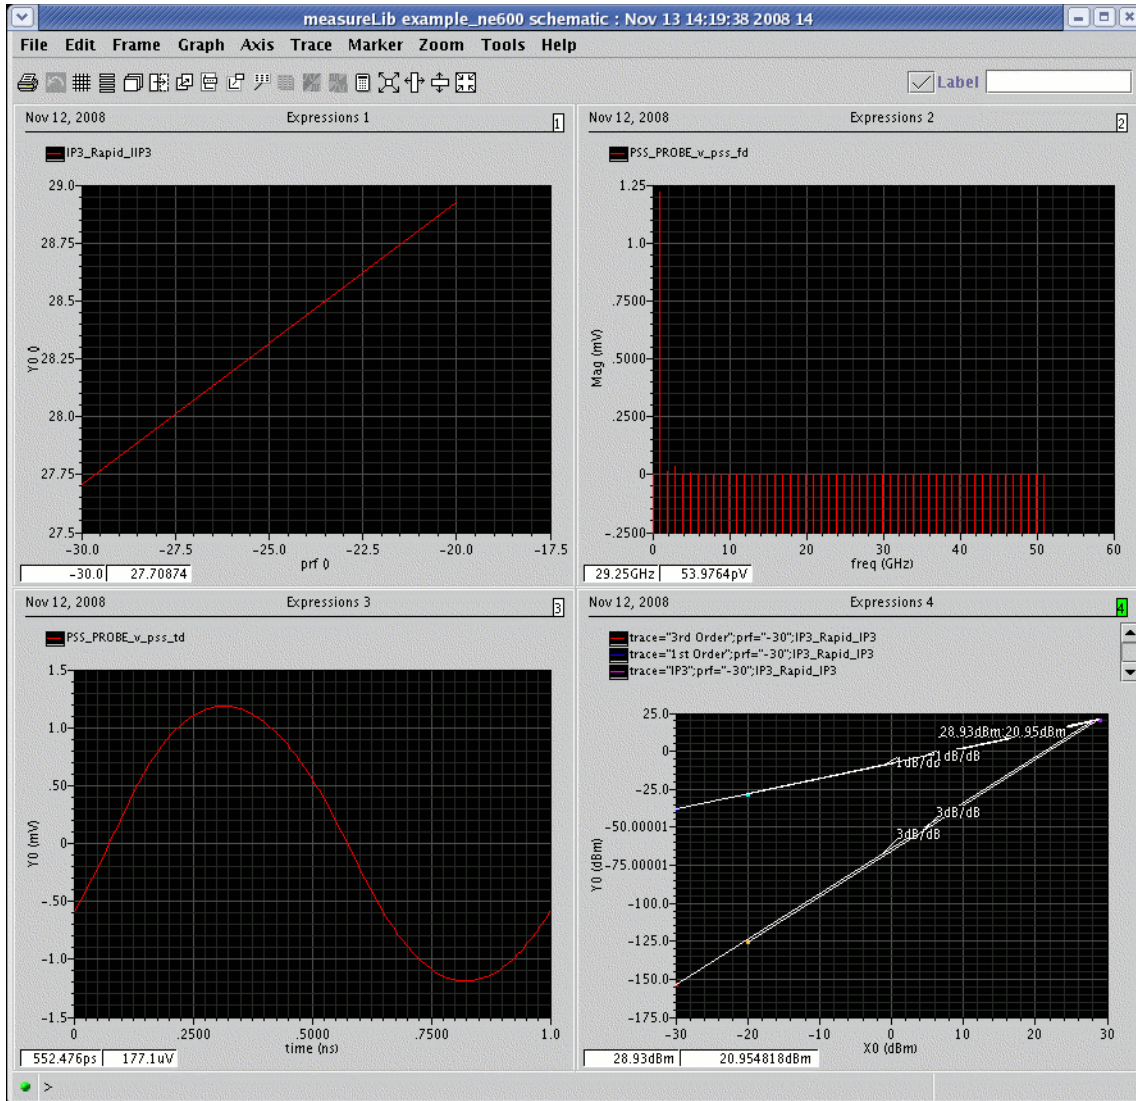 measureLib example_ne600 schematic : Nov 13 14:19:38 2008 14
File Edit Frame Graph Axis Trace Marker Zoom Tools Help
Label
Nov 12, 2008 Expressions 1 1
IP3_Rapid_IIP3
29.0
28.75
28.5
28.25
28.0
27.75
27.5
Y0 ()
-30.0 -27.5 -25.0 -22.5 -20.0 -17.5
prf ()
-30.0 27.70874
Nov 12, 2008 Expressions 2 2
PSS_PROBE_v_pss_fd
1.25
1.0
.7500
.5000
.2500
0
-.2500
Mag (mV)
0 10 20 30 40 50 60
freq (GHz)
29.25GHz 53.9764pV
Nov 12, 2008 Expressions 3 3
PSS_PROBE_v_pss_td
1.5
1.0
.50
0
-.50
-1.0
-1.5
Y0 (mV)
0 .2500 .5000 .7500 1.0
time (ns)
552.476ps 177.1uV
Nov 12, 2008 Expressions 4 4
trace="3rd Order";prf="-30";IP3_Rapid_IP3
trace="1st Order";prf="-30";IP3_Rapid_IP3
trace="IP3";prf="-30";IP3_Rapid_IP3
25.0
0
-25.0
-50.00001
-75.00001
-100.0
-125.0
-150.0
-175.0
Y0 (dBm)
28.93dBm:20.95dBm
1dB/dB
1dB/dB
3dB/dB
3dB/dB
-30 -20 -10 0 10 20 30
X0 (dBm)
28.93dBm 20.954818dBm
>